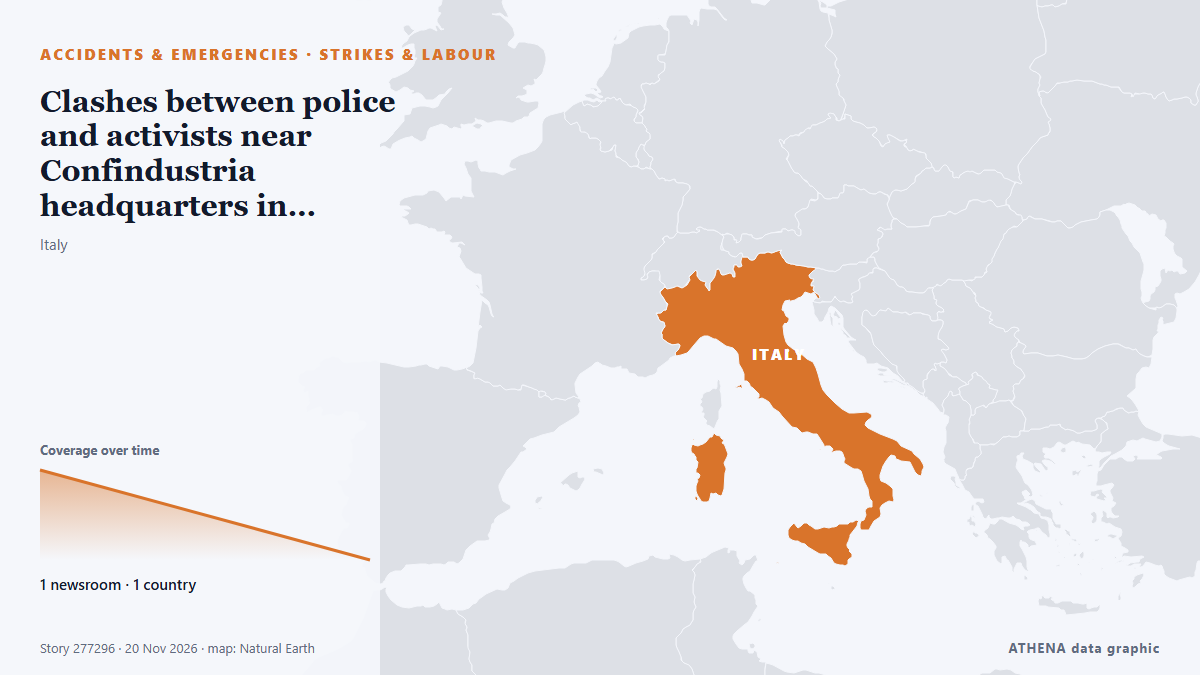 ACCIDENTS & EMERGENCIES · STRIKES & LABOUR
Clashes between police
and activists near
Confindustria
headquarters in...
Italy
ITALY
Coverage over time
1 newsroom · 1 country
Story 277296 · 20 Nov 2026 · map: Natural Earth
ATHENA data graphic